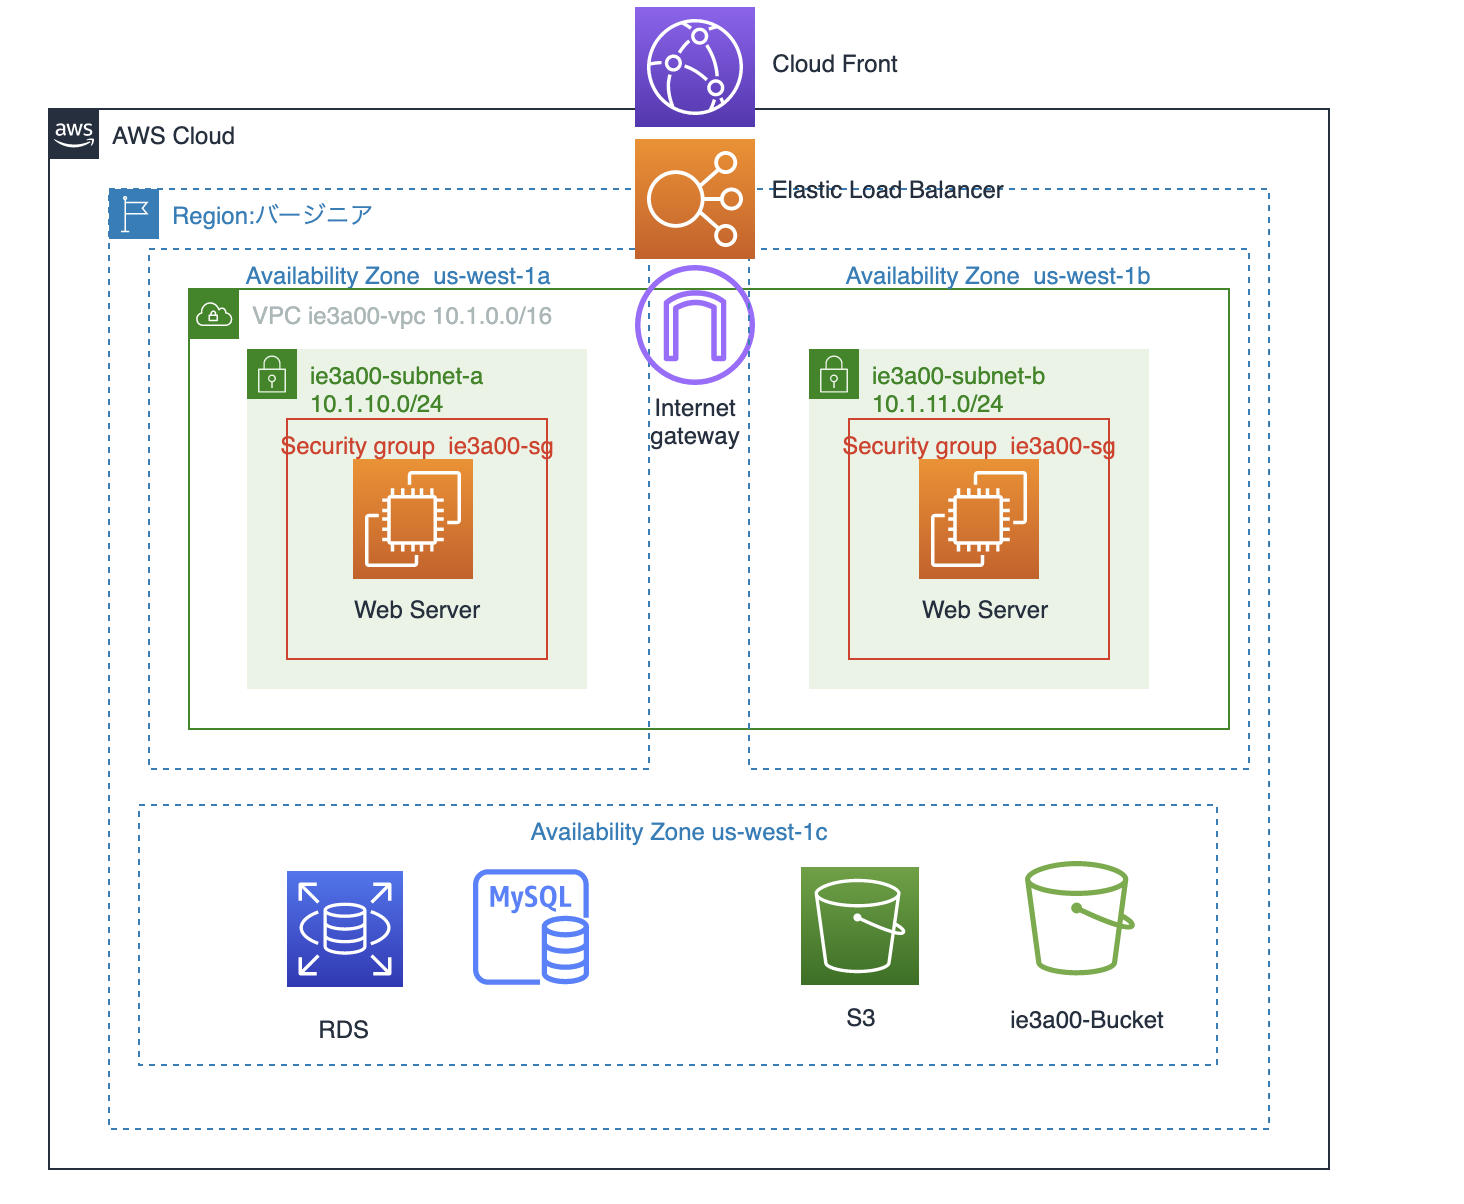 Cloud Front
aws
AWS Cloud
Elastic Load Balancer
Region:バージニア
Availability Zone  us-west-1a
Availability Zone  us-west-1b
VPC ie3a00-vpc 10.1.0.0/16
ie3a00-subnet-a
10.1.10.0/24
ie3a00-subnet-b
10.1.11.0/24
Internet
gateway
Security group  ie3a00-sg
Security group  ie3a00-sg
Web Server
Web Server
Availability Zone us-west-1c
MySQL
RDS
S3
ie3a00-Bucket